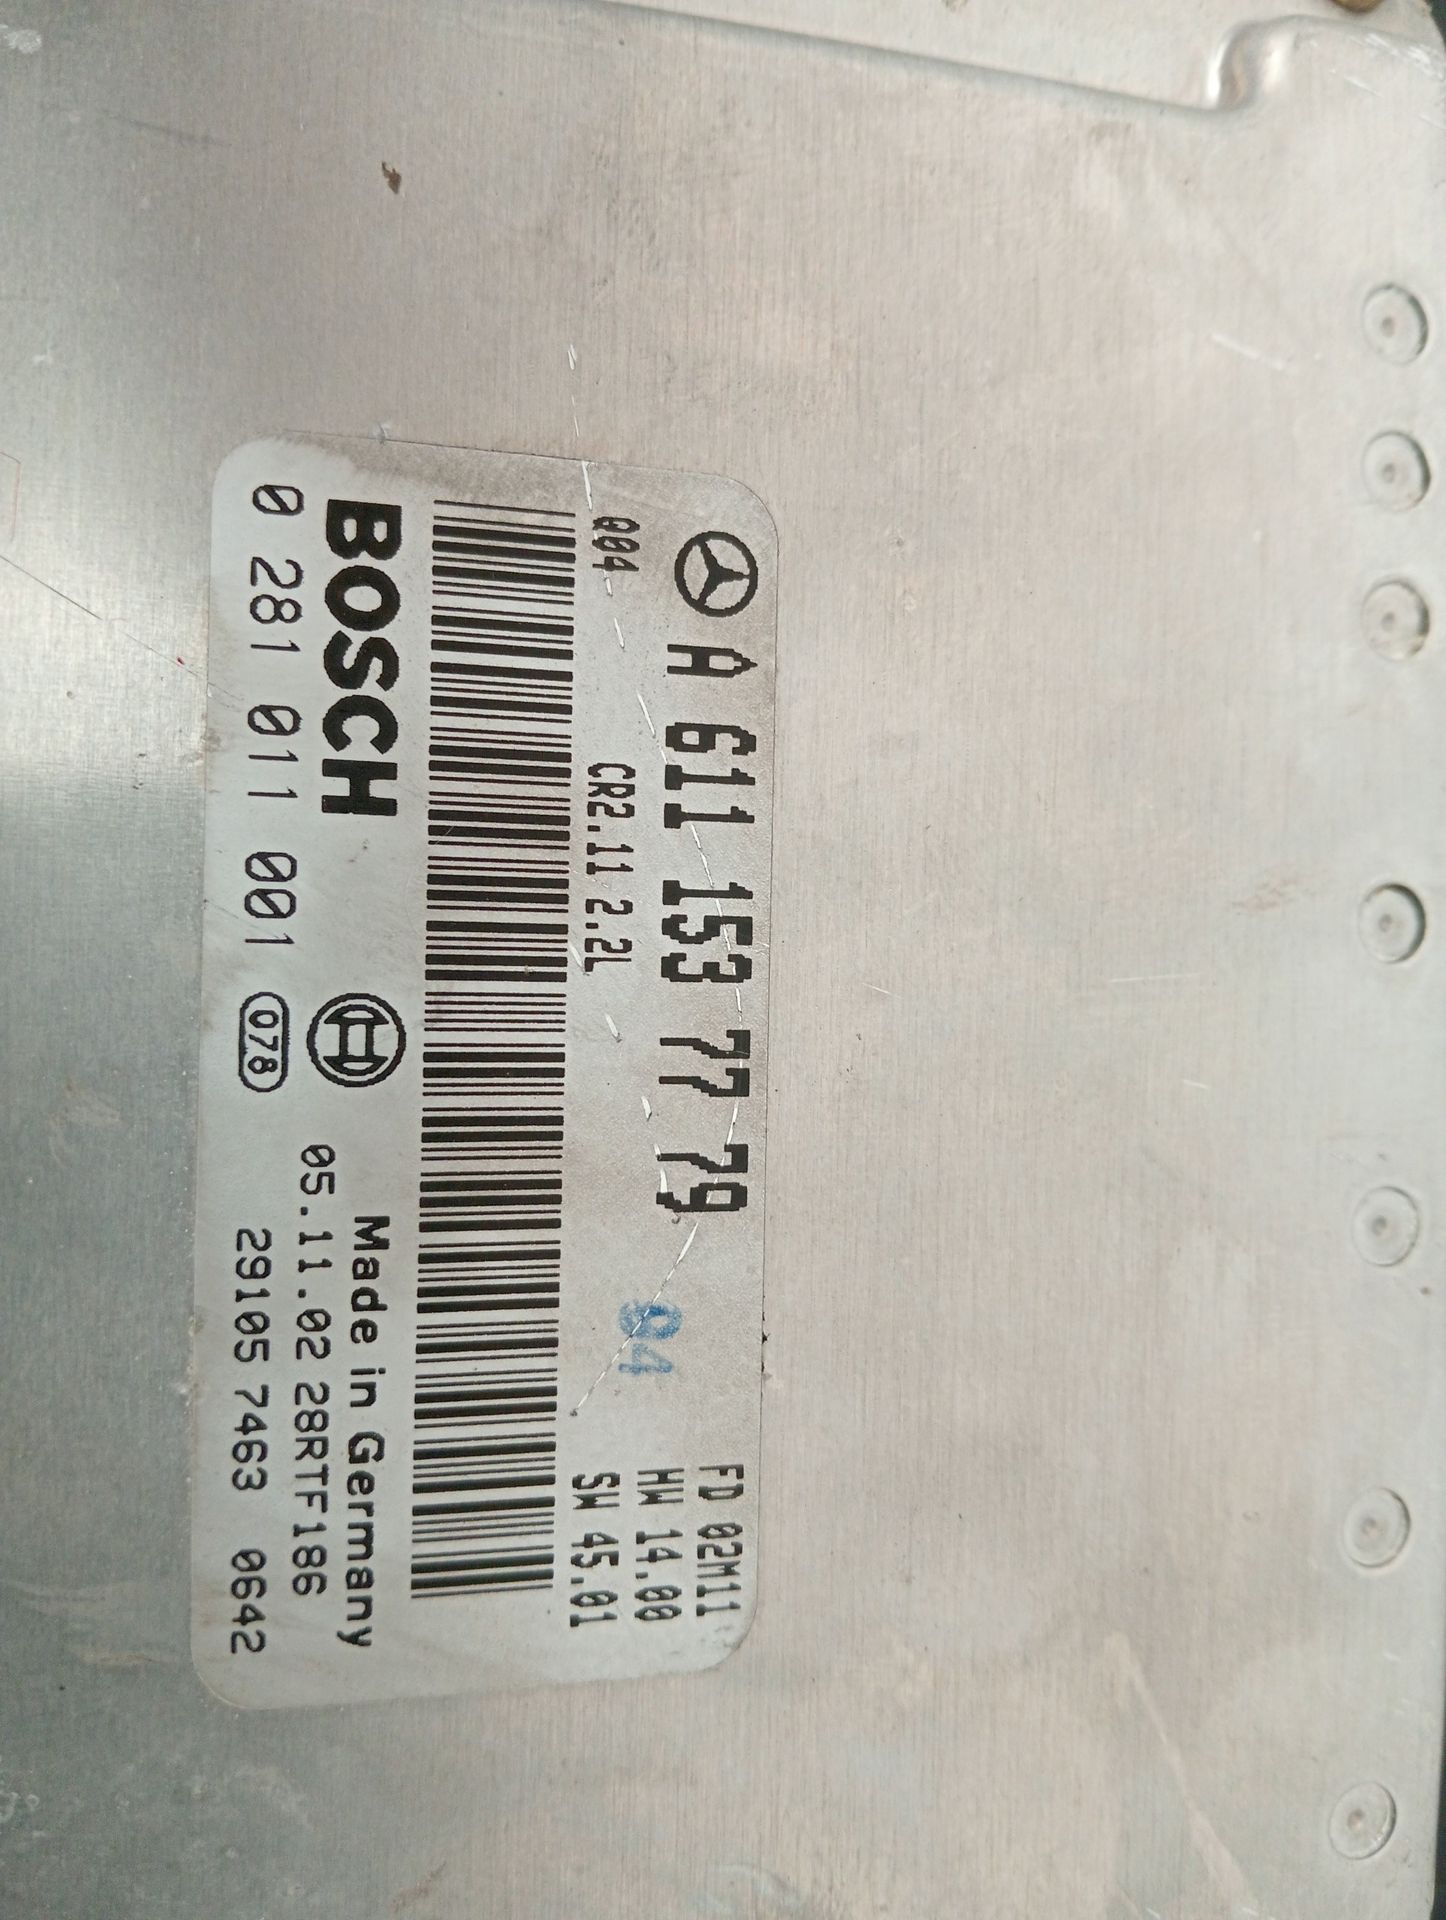 A 611 153 77 79
FD 02M11
HW 14.00
SW 45.01
Q04
CR2.11 2.2L
94
BOSCH
Made in Germany
05.11.02 28RTF186
0 281 011 001
078
29105 7463 0642